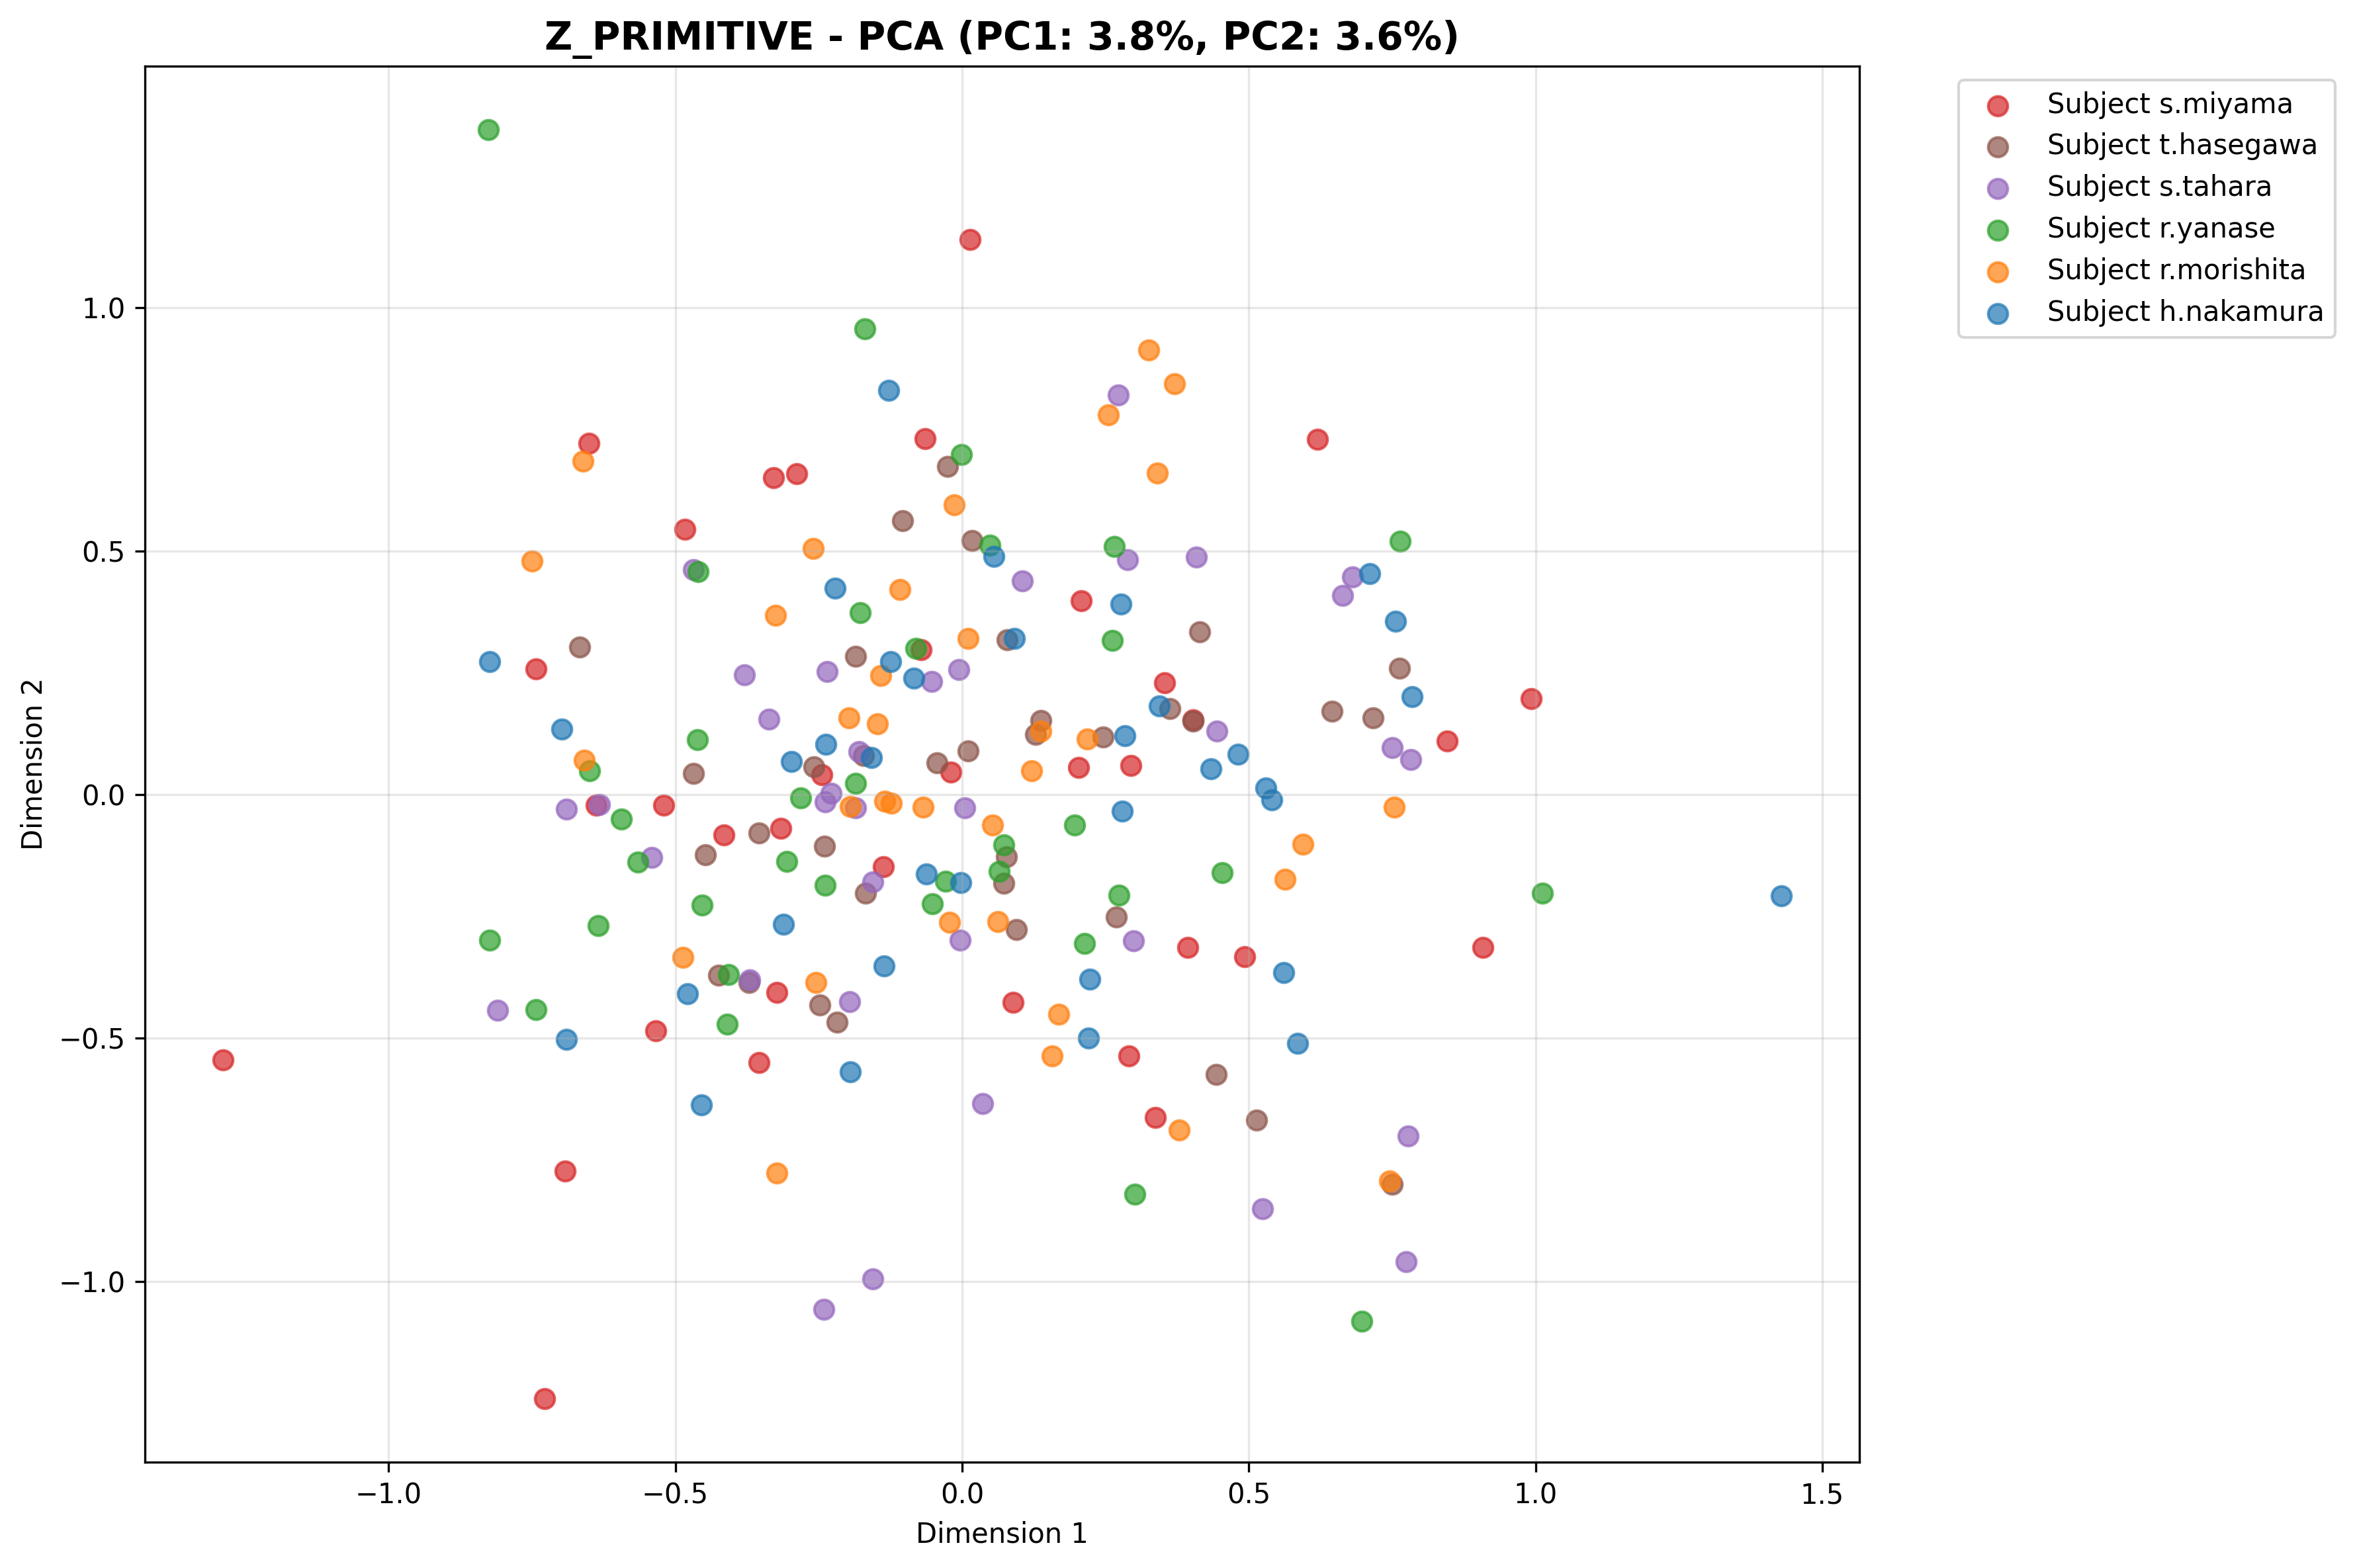 Z_PRIMITIVE - PCA (PC1: 3.8%, PC2: 3.6%)
Subject s.miyama
Subject t.hasegawa
Subject s.tahara
Subject r.yanase
Subject r.morishita
Subject h.nakamura
1.0
0.5
0.0
−0.5
−1.0
Dimension 2
−1.0
−0.5
0.0
0.5
1.0
1.5
Dimension 1